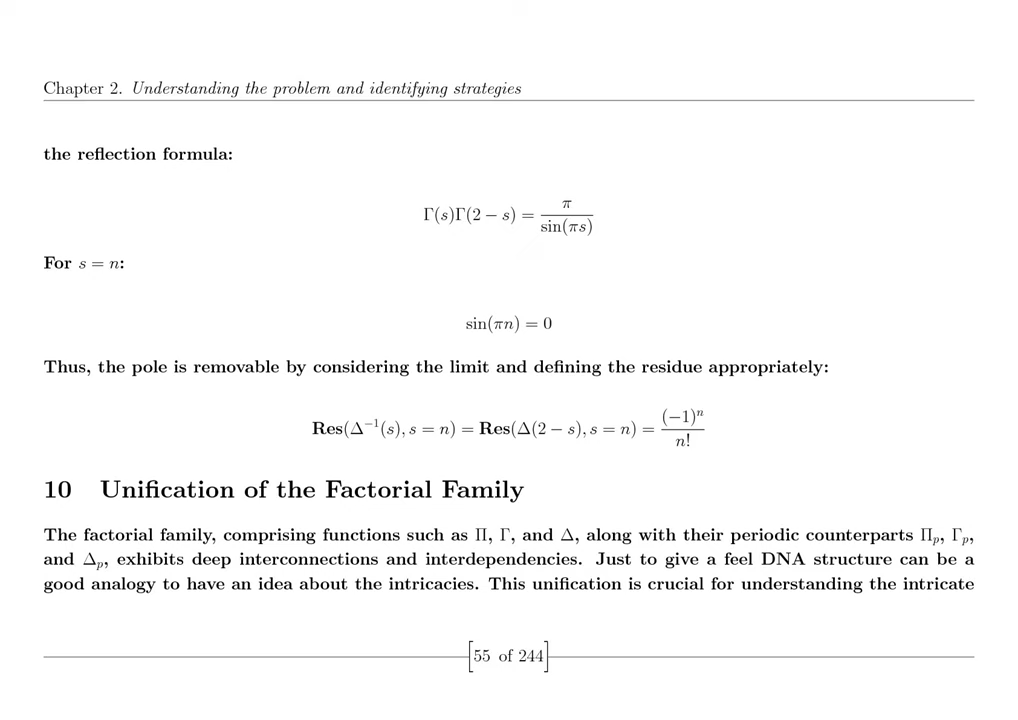 Chapter 2. Understanding the problem and identifying strategies
the reflection formula:
Γ(s)Γ(2 − s) = π / sin(πs)
For s = n:
sin(πn) = 0
Thus, the pole is removable by considering the limit and defining the residue appropriately:
Res(Δ⁻¹(s), s = n) = Res(Δ(2 − s), s = n) = (−1)ⁿ / n!
10 Unification of the Factorial Family
The factorial family, comprising functions such as Π, Γ, and Δ, along with their periodic counterparts Πₚ, Γₚ,
and Δₚ, exhibits deep interconnections and interdependencies. Just to give a feel DNA structure can be a
good analogy to have an idea about the intricacies. This unification is crucial for understanding the intricate
[55 of 244]